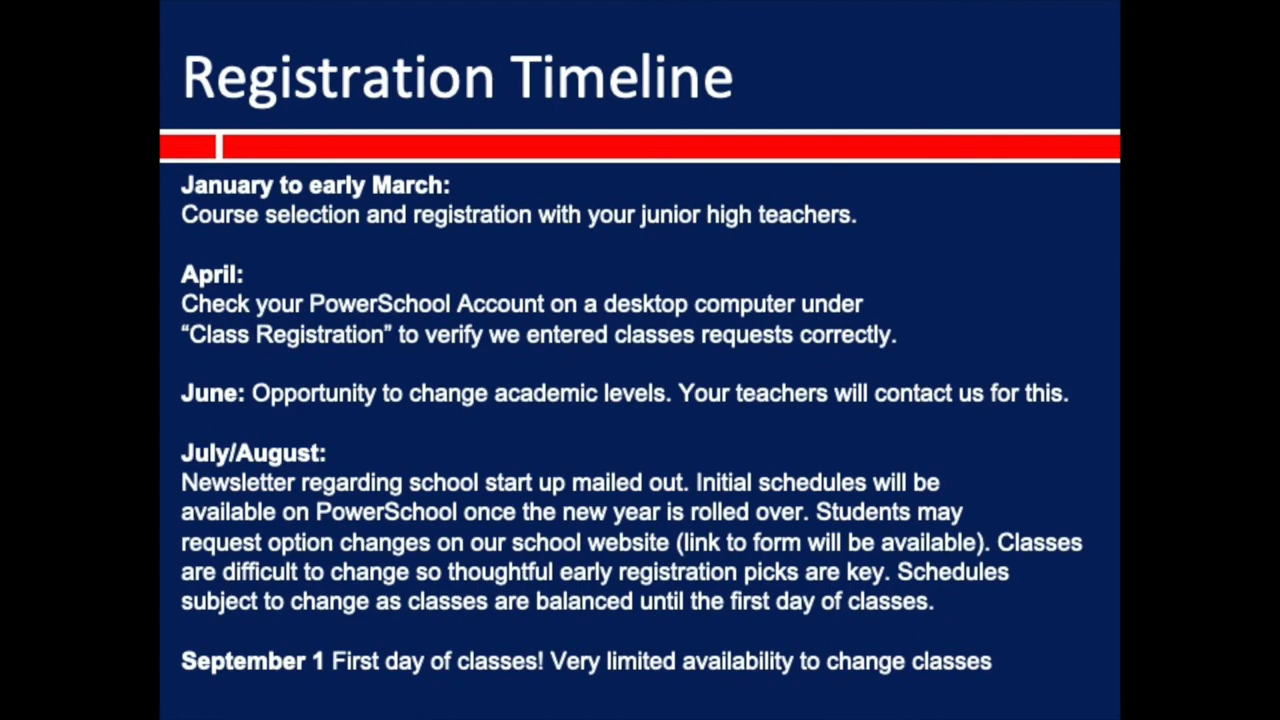 Registration Timeline
January to early March:
Course selection and registration with your junior high teachers.
April:
Check your PowerSchool Account on a desktop computer under
“Class Registration” to verify we entered classes requests correctly.
June: Opportunity to change academic levels. Your teachers will contact us for this.
July/August:
Newsletter regarding school start up mailed out. Initial schedules will be
available on PowerSchool once the new year is rolled over. Students may
request option changes on our school website (link to form will be available). Classes
are difficult to change so thoughtful early registration picks are key. Schedules
subject to change as classes are balanced until the first day of classes.
September 1 First day of classes! Very limited availability to change classes